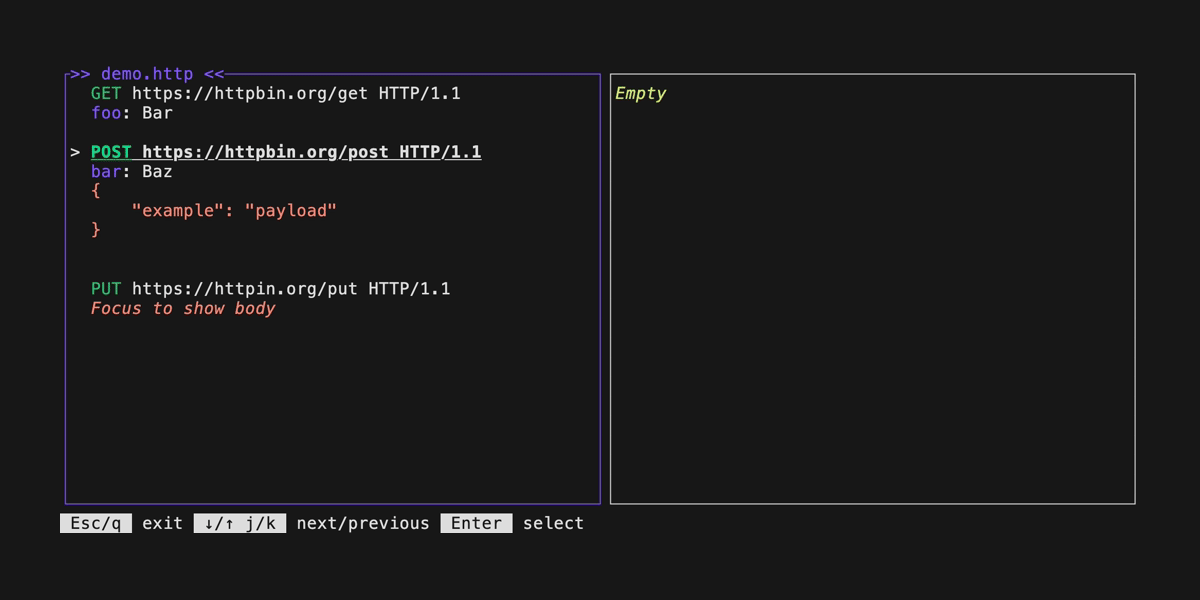 >> demo.http <<
GET https://httpbin.org/get HTTP/1.1
foo: Bar
> POST https://httpbin.org/post HTTP/1.1
bar: Baz
{
"example": "payload"
}
PUT https://httpin.org/put HTTP/1.1
Focus to show body
Empty
Esc/q exit ↓/↑ j/k next/previous Enter select